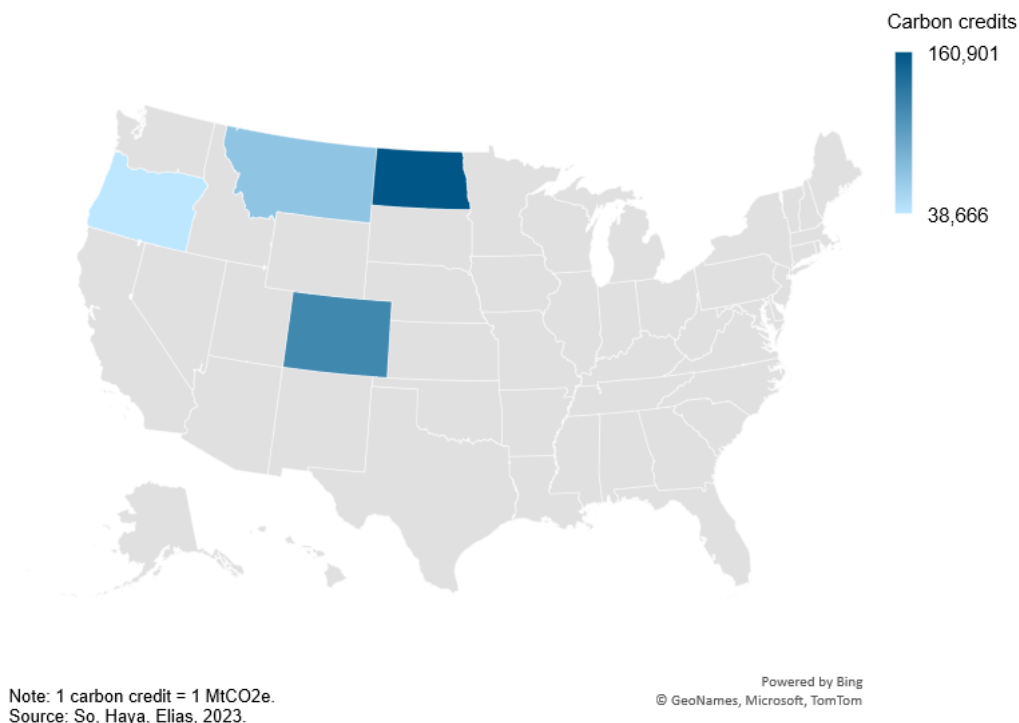 Carbon credits
160,901
38,666
Powered by Bing
© GeoNames, Microsoft, TomTom
Note: 1 carbon credit = 1 MtCO2e.
Source: So, Haya, Elias, 2023.